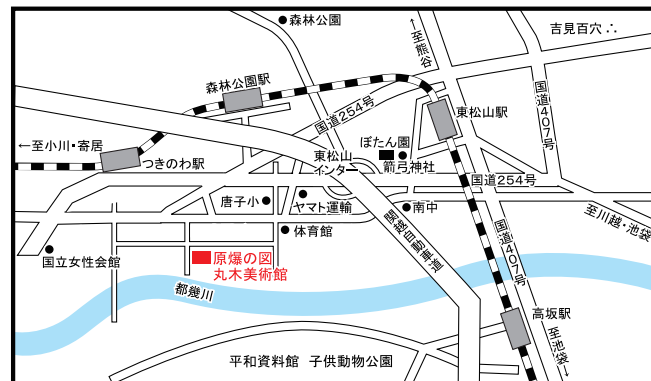 森林公園
←至熊谷
吉見百穴 ∴
森林公園駅
国道254号
国道407号
東松山駅
ぼたん園
←至小川・寄居
つきのわ駅
東松山
インター
箭弓神社
国道254号
唐子小
ヤマト運輸
南中
至川越・池袋
体育館
関越自動車道
国道407号
国立女性会館
原爆の図
丸木美術館
都幾川
高坂駅
至池袋→
平和資料館 子供動物公園